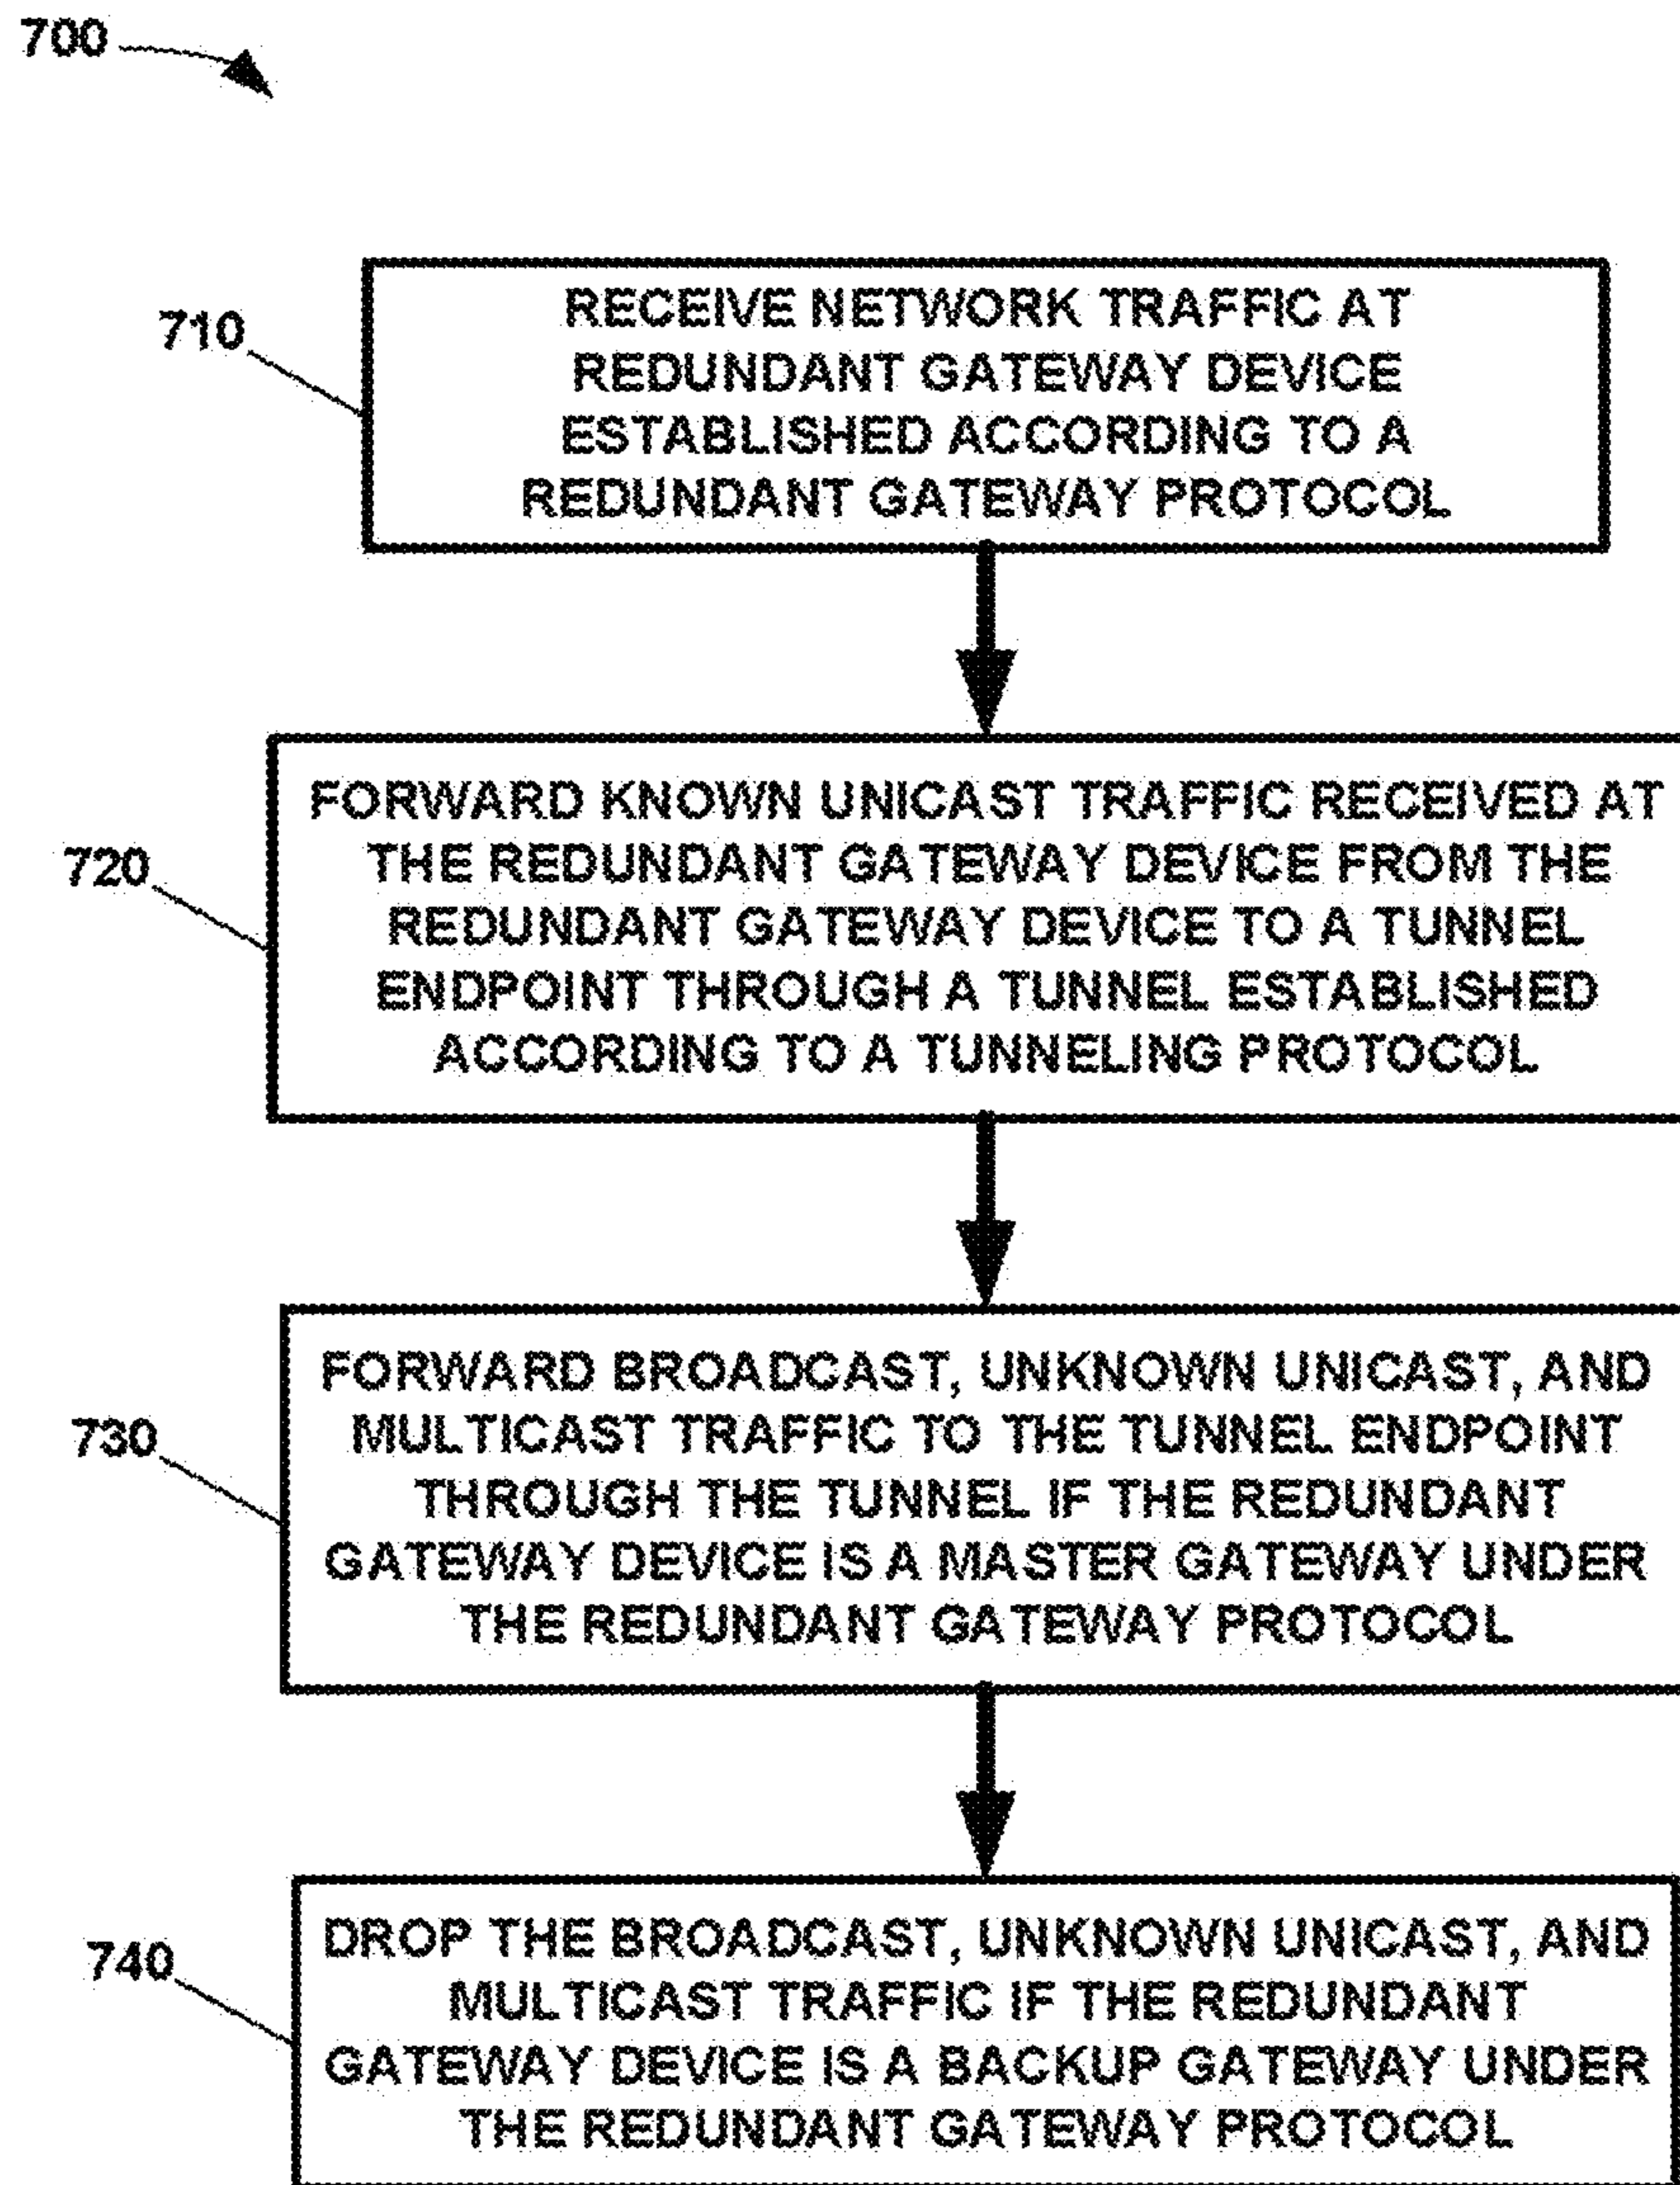 700
710
RECEIVE NETWORK TRAFFIC AT
REDUNDANT GATEWAY DEVICE
ESTABLISHED ACCORDING TO A
REDUNDANT GATEWAY PROTOCOL
720
FORWARD KNOWN UNICAST TRAFFIC RECEIVED AT
THE REDUNDANT GATEWAY DEVICE FROM THE
REDUNDANT GATEWAY DEVICE TO A TUNNEL
ENDPOINT THROUGH A TUNNEL ESTABLISHED
ACCORDING TO A TUNNELING PROTOCOL
730
FORWARD BROADCAST, UNKNOWN UNICAST, AND
MULTICAST TRAFFIC TO THE TUNNEL ENDPOINT
THROUGH THE TUNNEL IF THE REDUNDANT
GATEWAY DEVICE IS A MASTER GATEWAY UNDER
THE REDUNDANT GATEWAY PROTOCOL
740
DROP THE BROADCAST, UNKNOWN UNICAST, AND
MULTICAST TRAFFIC IF THE REDUNDANT
GATEWAY DEVICE IS A BACKUP GATEWAY UNDER
THE REDUNDANT GATEWAY PROTOCOL